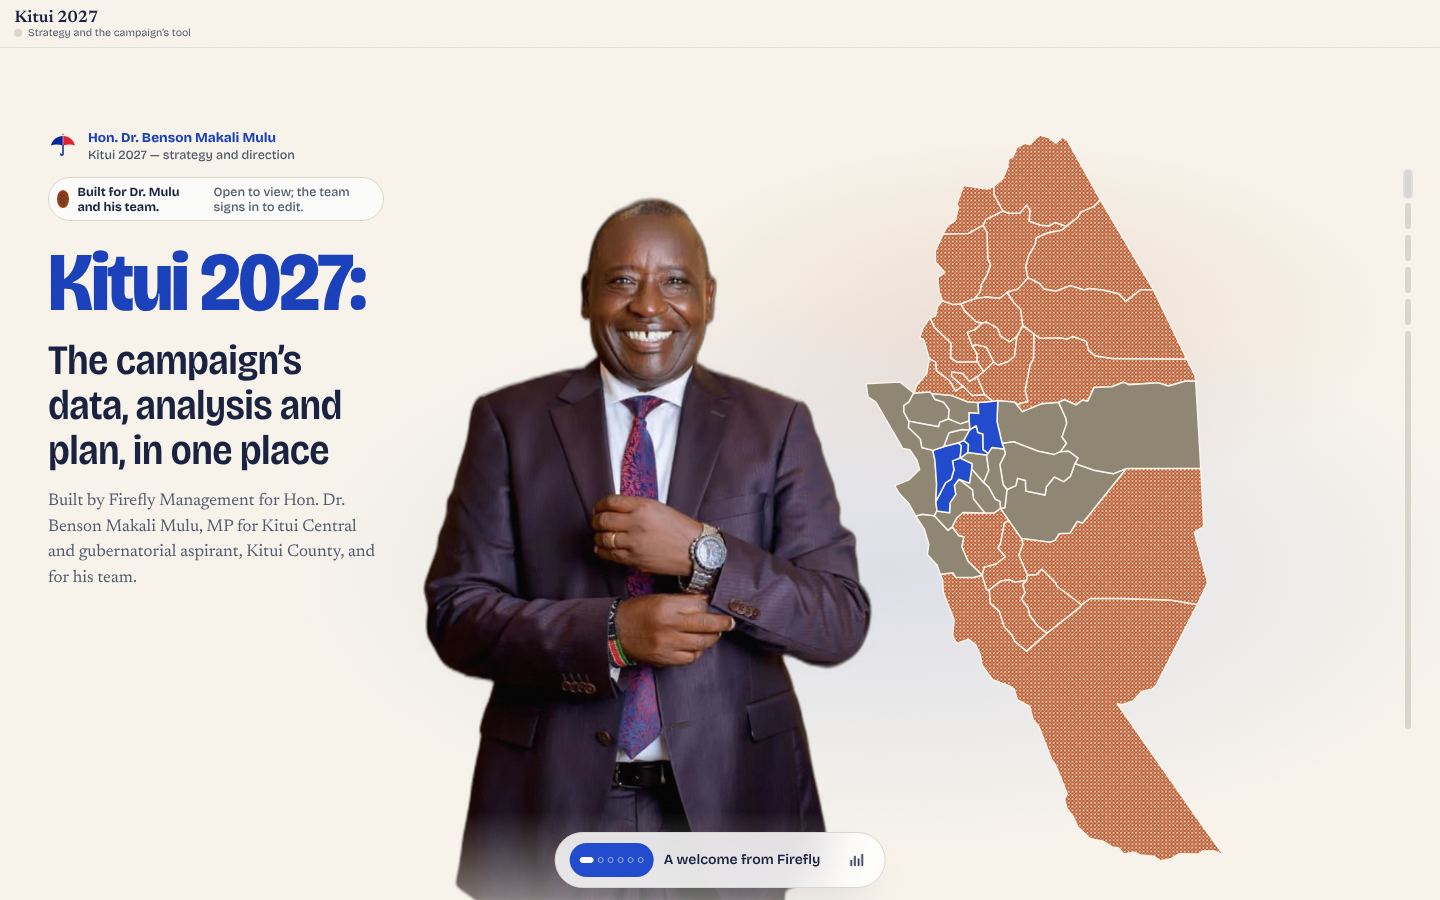 Kitui 2027
Strategy and the campaign's tool
Hon. Dr. Benson Makali Mulu
Kitui 2027 — strategy and direction
Built for Dr. Mulu
and his team.
Open to view; the team
signs in to edit.
Kitui 2027:
The campaign's
data, analysis and
plan, in one place
Built by Firefly Management for Hon. Dr.
Benson Makali Mulu, MP for Kitui Central
and gubernatorial aspirant, Kitui County, and
for his team.
A welcome from Firefly